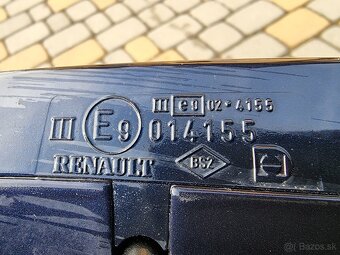 III e9 02*4155
III E9 014155
RENAULT BS2
© Bazos.sk